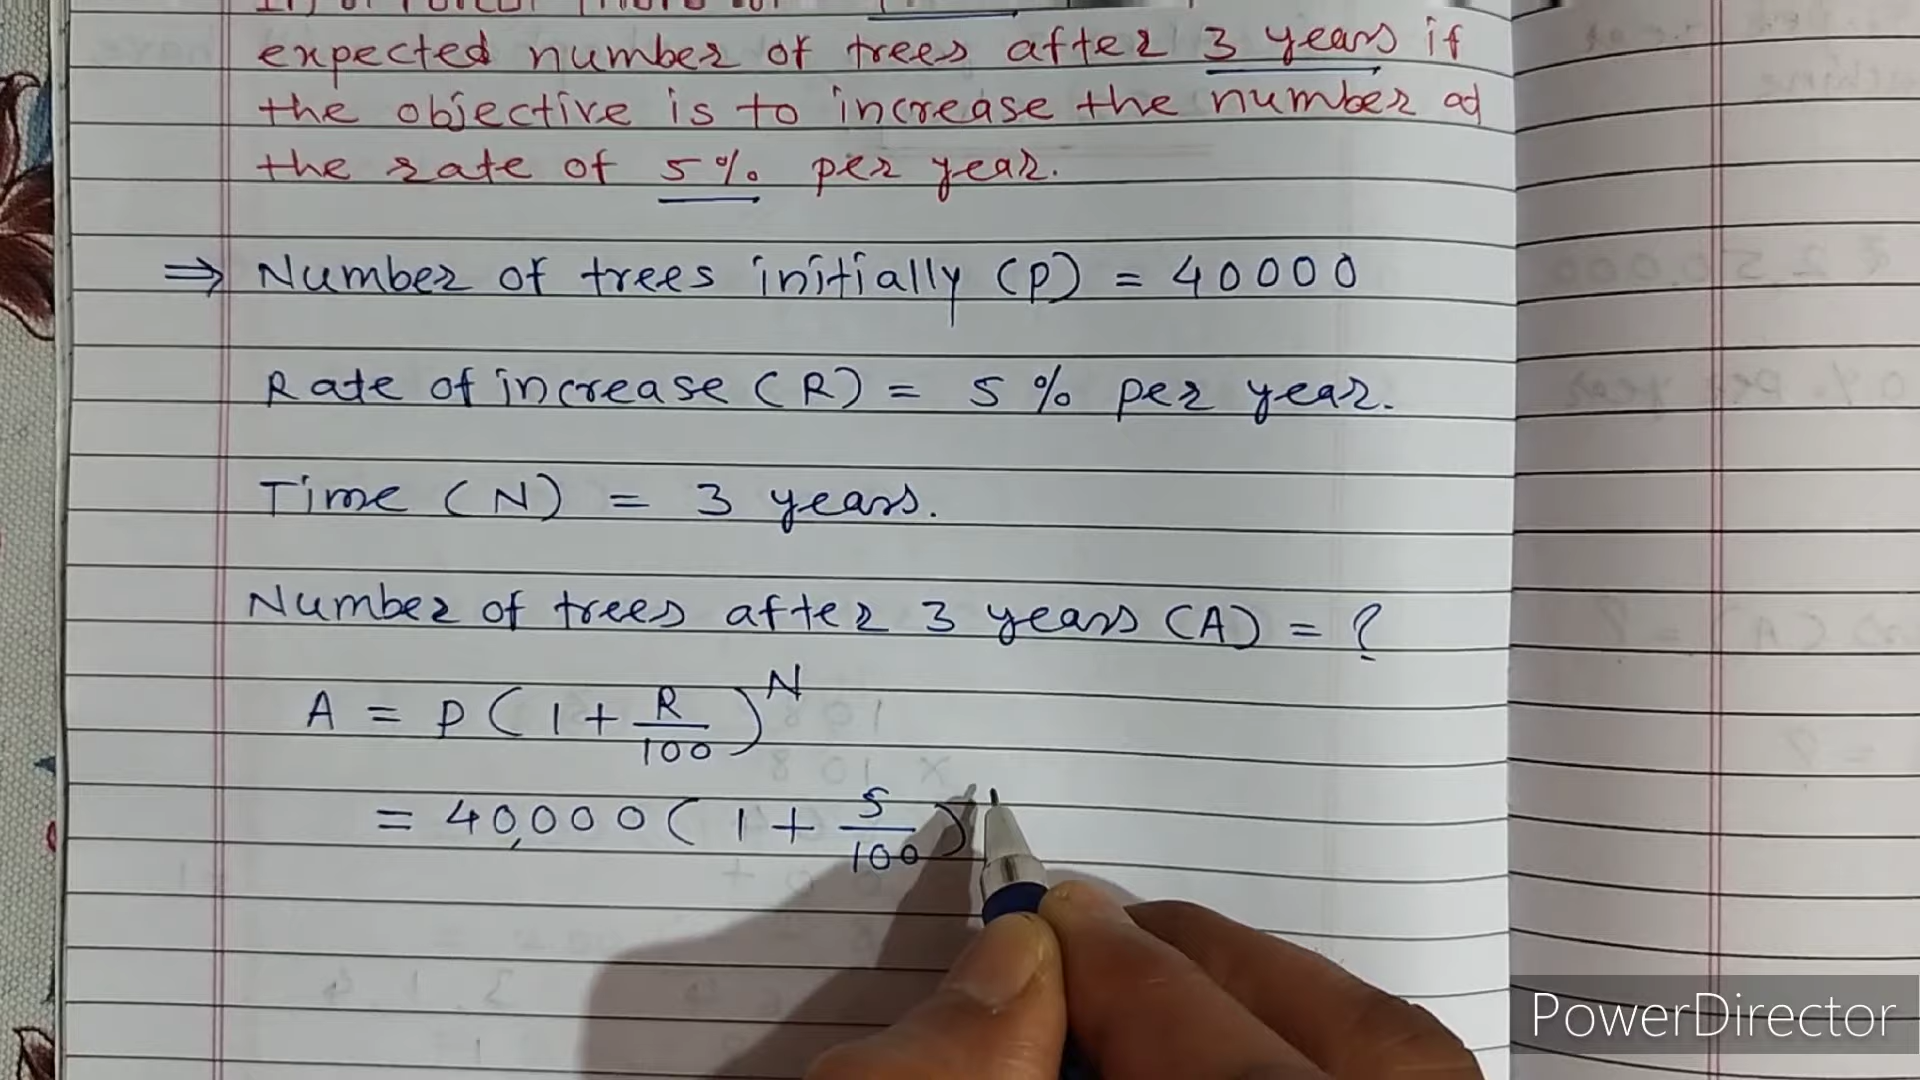 expected number of trees after 3 years if
the objective is to increase the number at
the rate of 5% per year.
⇒ Number of trees initially (P) = 40000
Rate of increase (R) = 5% per year.
Time (N) = 3 years.
Number of trees after 3 years (A) = ?
A = P(1+R/100)^N
= 40,000(1+5/100)
PowerDirector